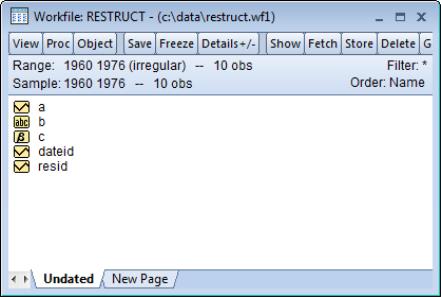 Workfile: RESTRUCT - (c:\data\restruct.wf1)
View Proc Object Save Freeze Details+/- Show Fetch Store Delete G
Range: 1960 1976 (irregular) -- 10 obs Filter: *
Sample: 1960 1976 -- 10 obs Order: Name
a
abc b
β c
dateid
resid
Undated New Page